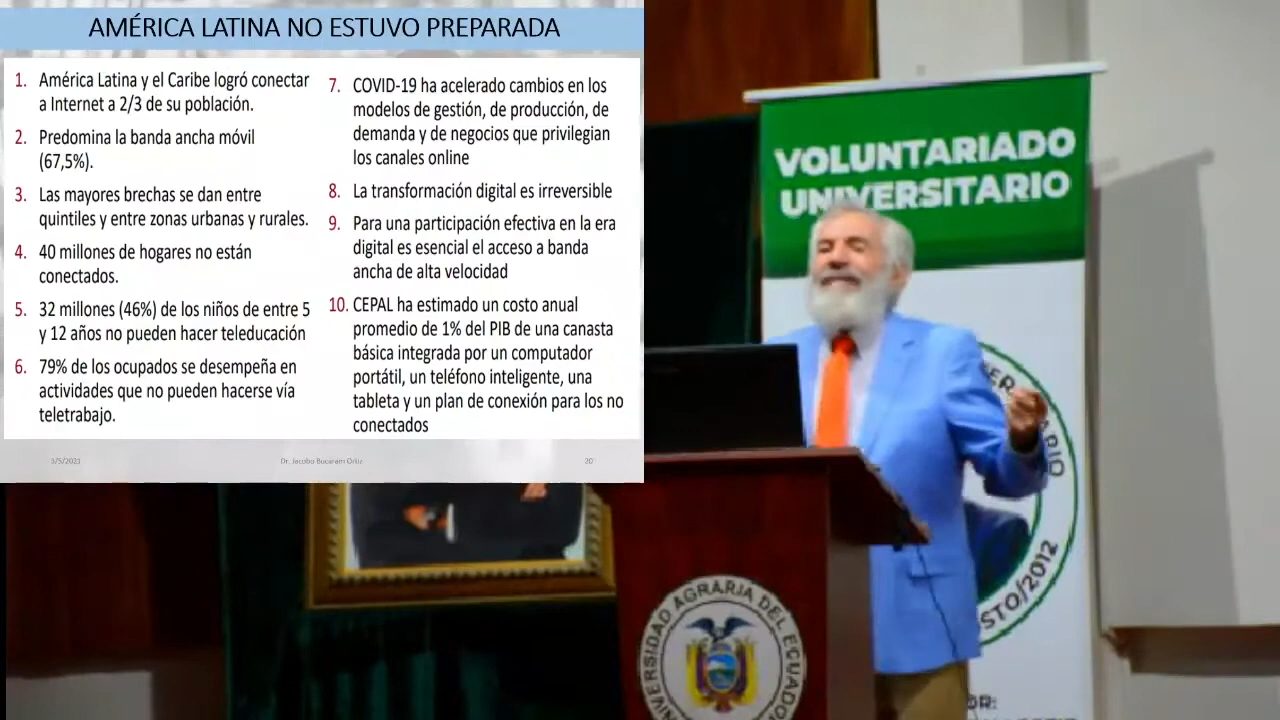 AMÉRICA LATINA NO ESTUVO PREPARADA
1. América Latina y el Caribe logró conectar
a Internet a 2/3 de su población.
2. Predomina la banda ancha móvil
(67,5%).
3. Las mayores brechas se dan entre
quintiles y entre zonas urbanas y rurales.
4. 40 millones de hogares no están
conectados.
5. 32 millones (46%) de los niños de entre 5
y 12 años no pueden hacer teleducación
6. 79% de los ocupados se desempeña en
actividades que no pueden hacerse vía
teletrabajo.
7. COVID-19 ha acelerado cambios en los
modelos de gestión, de producción, de
demanda y de negocios que privilegian
los canales online
8. La transformación digital es irreversible
9. Para una participación efectiva en la era
digital es esencial el acceso a banda
ancha de alta velocidad
10. CEPAL ha estimado un costo anual
promedio de 1% del PIB de una canasta
básica integrada por un computador
portátil, un teléfono inteligente, una
tableta y un plan de conexión para los no
conectados
3/5/2021
Dr. Jacobo Bucaram Ortiz
20
VOLUNTARIADO
UNIVERSITARIO
STO/2012
UNIVERSIDAD AGRARIA DEL ECUADOR